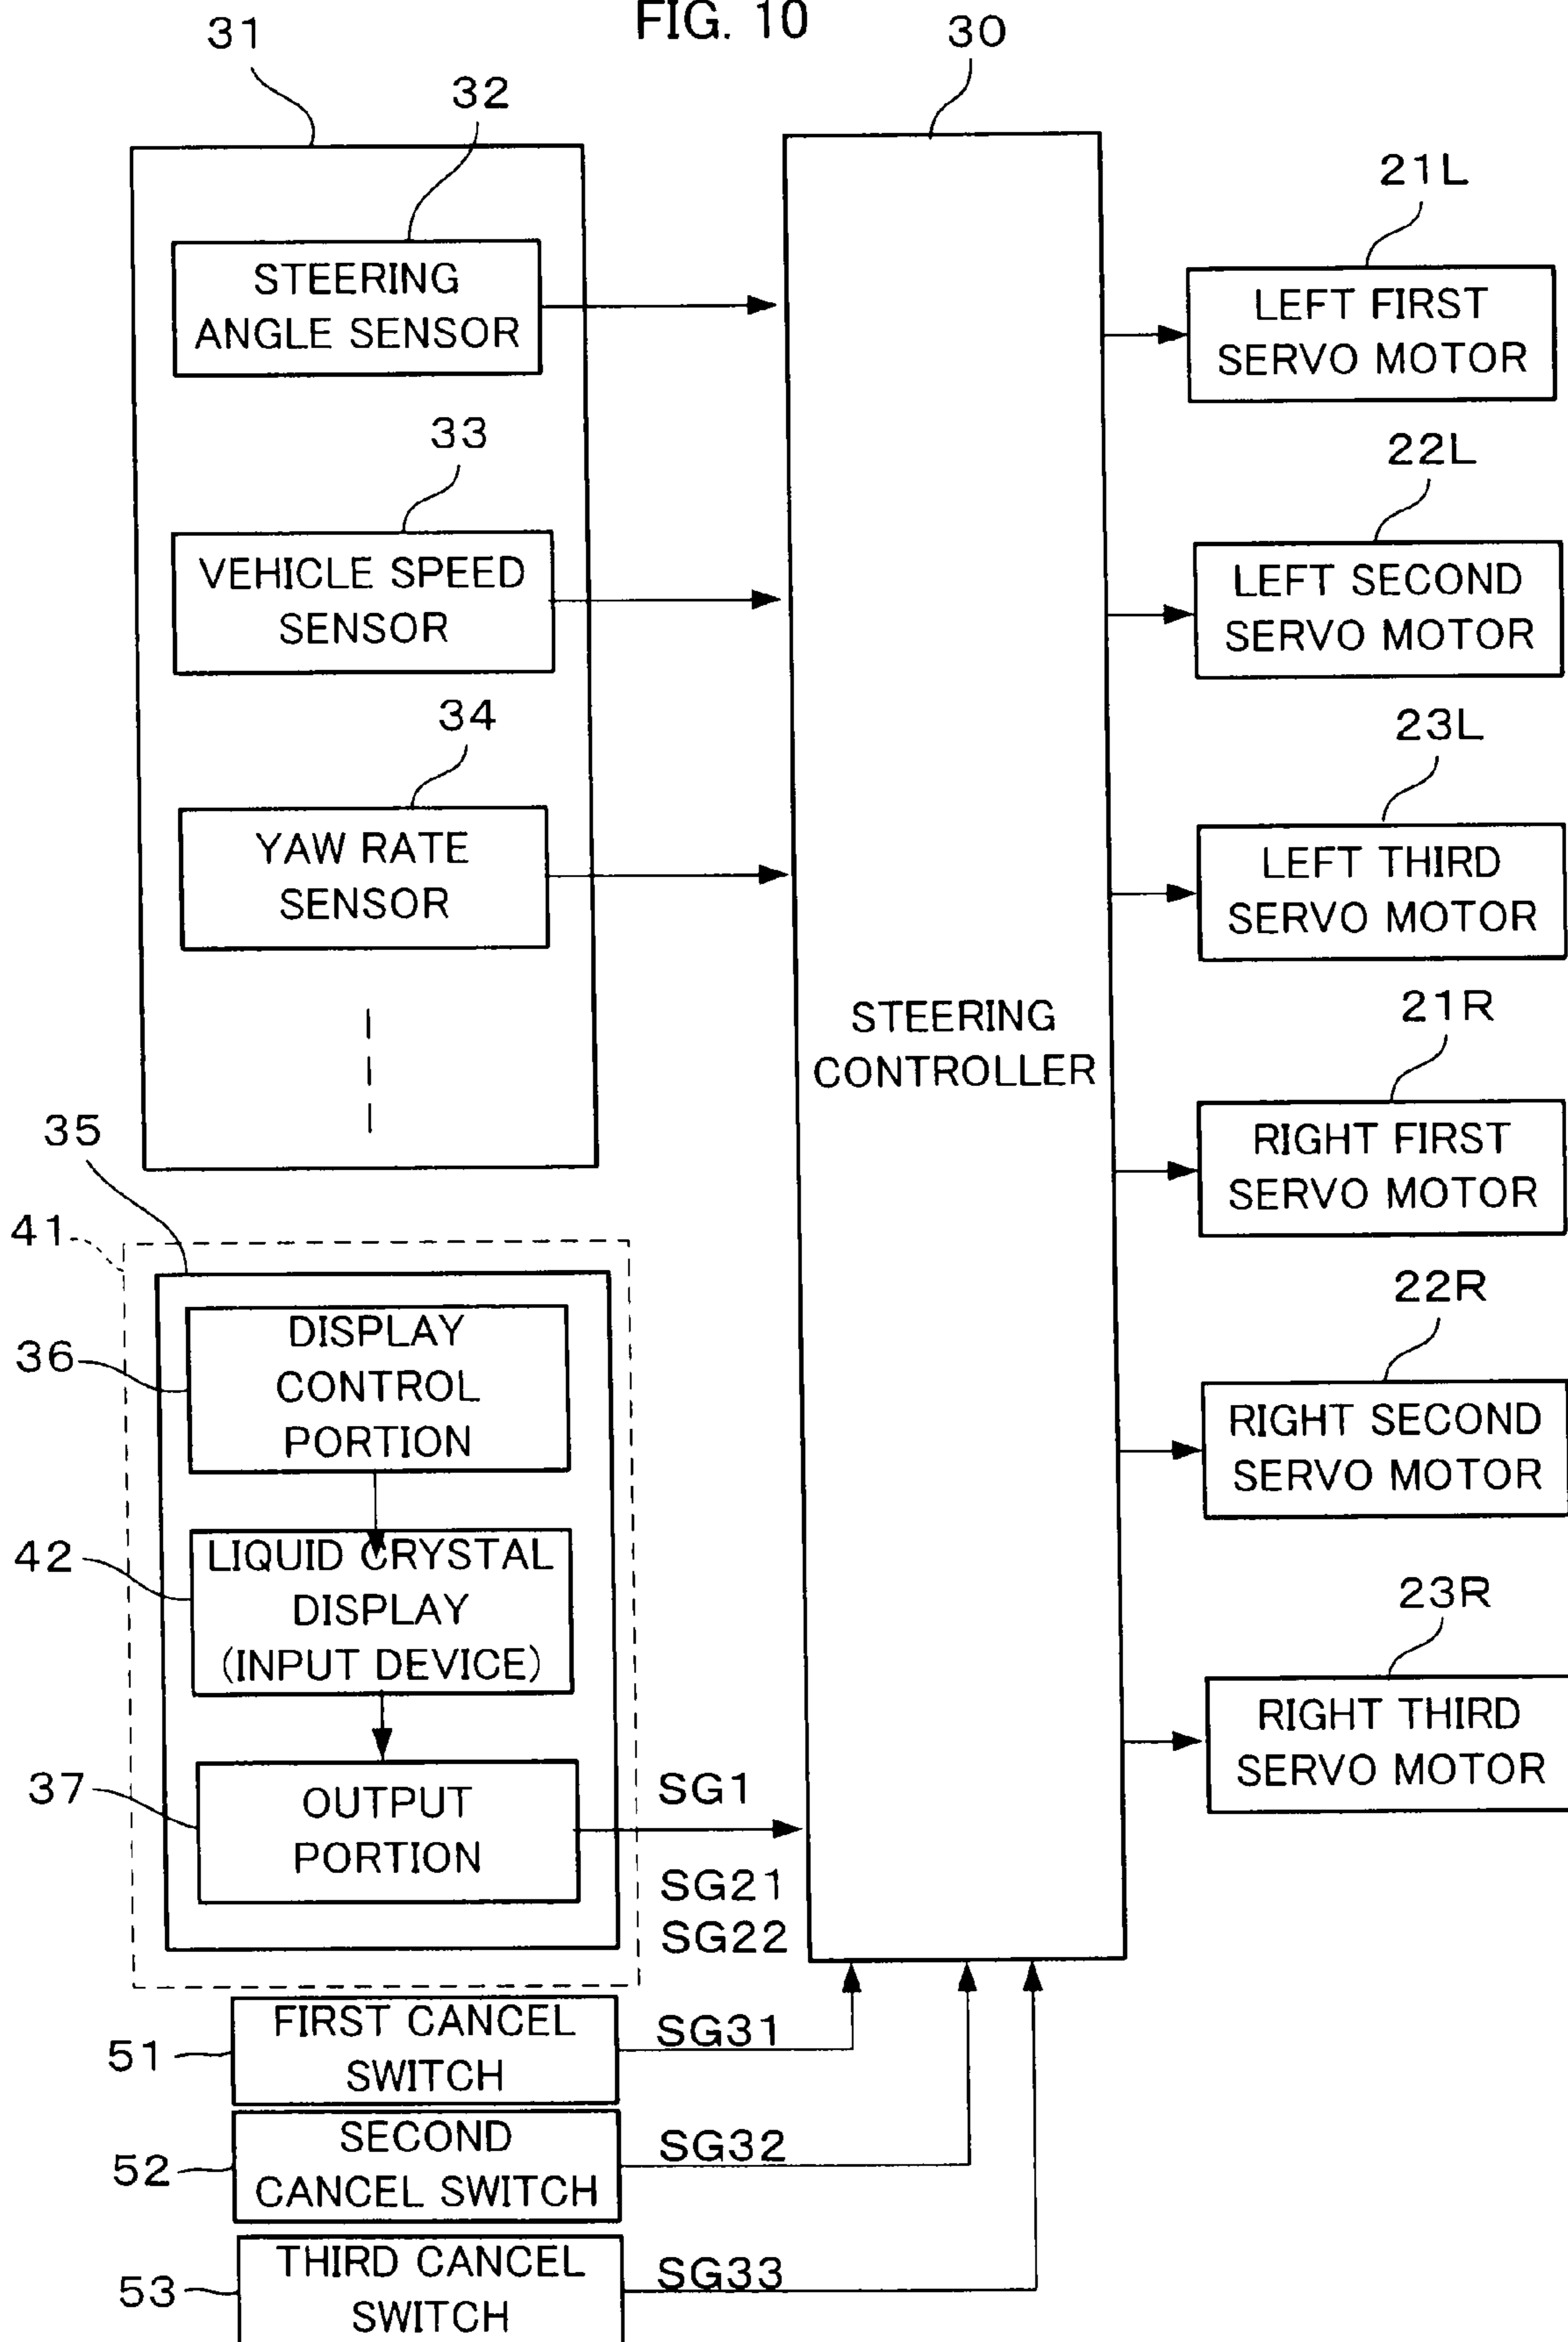 FIG. 10
31
30
32
21L
STEERING
ANGLE SENSOR
LEFT FIRST
SERVO MOTOR
33
22L
VEHICLE SPEED
SENSOR
LEFT SECOND
SERVO MOTOR
34
23L
YAW RATE
SENSOR
LEFT THIRD
SERVO MOTOR
STEERING
CONTROLLER
21R
35
RIGHT FIRST
SERVO MOTOR
41
22R
36
DISPLAY
CONTROL
PORTION
RIGHT SECOND
SERVO MOTOR
42
LIQUID CRYSTAL
DISPLAY
(INPUT DEVICE)
23R
RIGHT THIRD
SERVO MOTOR
37
OUTPUT
PORTION
SG1
SG21
SG22
51
FIRST CANCEL
SWITCH
SG31
52
SECOND
CANCEL SWITCH
SG32
53
THIRD CANCEL
SWITCH
SG33